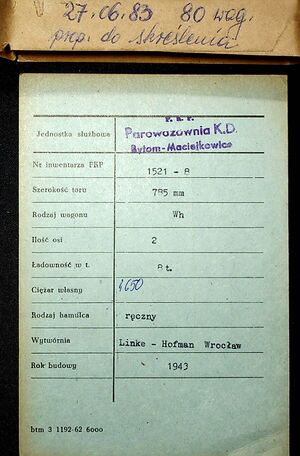 27.06.83 80 wag.
prop. do skreślenia
P. K. P.
Jednostka służbowa Parowozownia K.D.
Bytom-Maciejkowice
Nr inwentarza PKP 1521 - 8
Szerokość toru 785 mm
Rodzaj wagonu Wh
Ilość osi 2
Ładowność w t. 8 t.
Ciężar własny 4650
Rodzaj hamulca ręczny
Wytwórnia Linke - Hofman Wrocław
Rok budowy 1943
btm 3 1192-62 6000